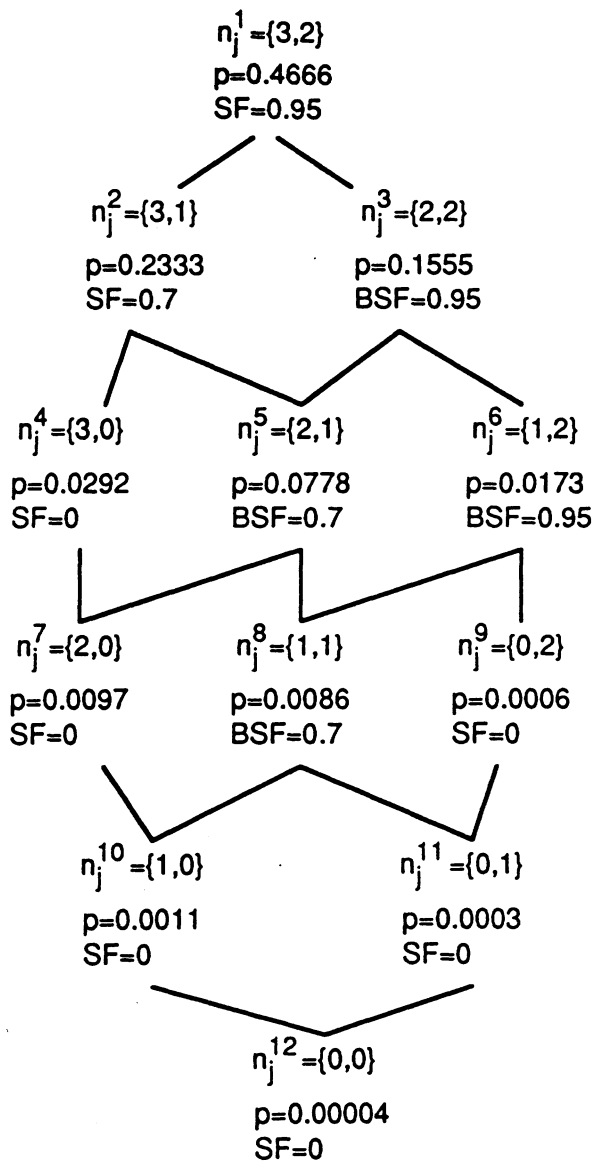 n_j^1 ={3,2}
p=0.4666
SF=0.95
n_j^2={3,1}
p=0.2333
SF=0.7
n_j^3={2,2}
p=0.1555
BSF=0.95
n_j^4={3,0}
p=0.0292
SF=0
n_j^5={2,1}
p=0.0778
BSF=0.7
n_j^6={1,2}
p=0.0173
BSF=0.95
n_j^7={2,0}
p=0.0097
SF=0
n_j^8={1,1}
p=0.0086
BSF=0.7
n_j^9={0,2}
p=0.0006
SF=0
n_j^10={1,0}
p=0.0011
SF=0
n_j^11={0,1}
p=0.0003
SF=0
n_j^12={0,0}
p=0.00004
SF=0